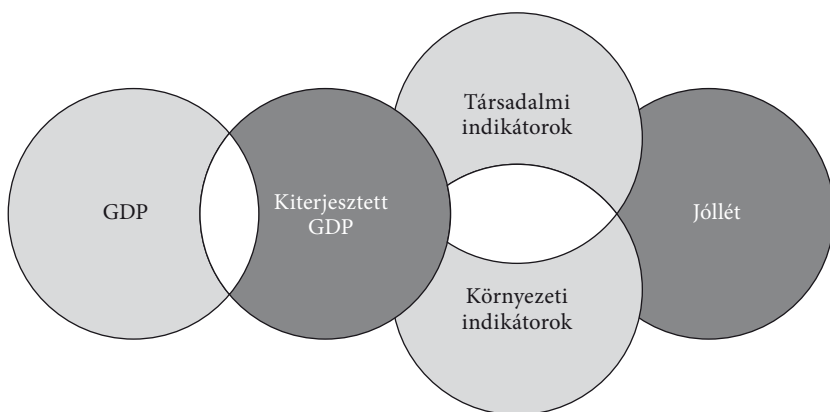 GDP
Kiterjesztett
GDP
Társadalmi
indikátorok
Környezeti
indikátorok
Jóllét